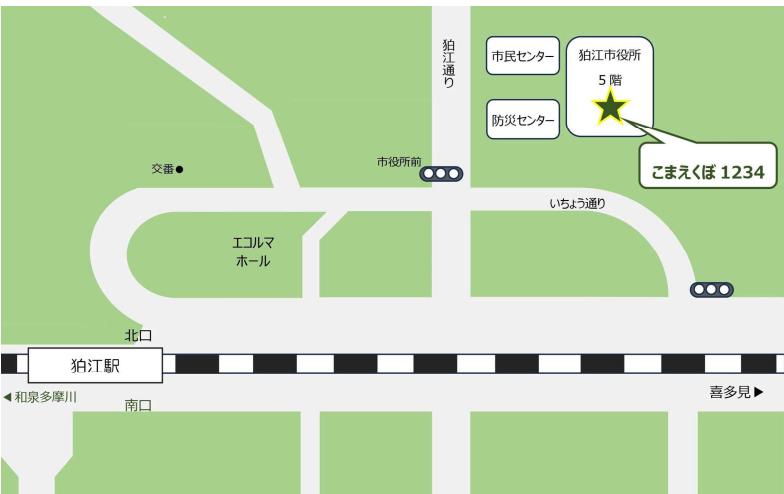 狛江通り
市民センター
狛江市役所
5階
防災センター
こまえくぼ 1234
市役所前
交番●
いちょう通り
エコルマ
ホール
北口
狛江駅
◀和泉多摩川
南口
喜多見▶